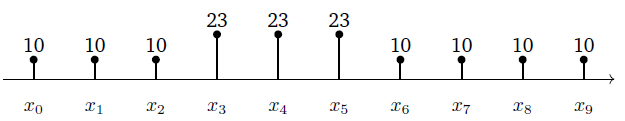 23 23 23
10 10 10 10 10 10 10
x₀ x₁ x₂ x₃ x₄ x₅ x₆ x₇ x₈ x₉